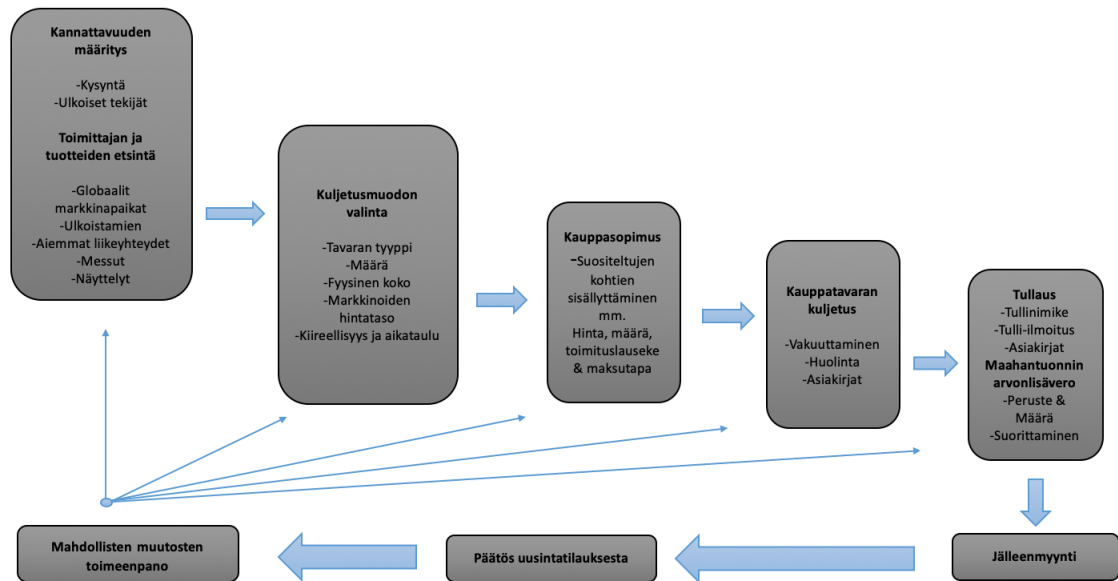 Kannattavuuden
määritys
-Kysyntä
-Ulkoiset tekijät
Toimittajan ja
tuotteiden etsintä
-Globaalit
markkinapaikat
-Ulkoistamien
-Aiemmat liikeyhteydet
-Messut
-Näyttelyt
Kuljetusmuodon
valinta
-Tavaran tyyppi
-Määrä
-Fyysinen koko
-Markkinoiden
hintataso
-Kiireellisyys ja aikataulu
Kauppasopimus
-Suositeltujen
kohtien
sisällyttäminen
mm.
Hinta, määrä,
toimituslauseke
& maksutapa
Kauppatavaran
kuljetus
-Vakuuttaminen
-Huolinta
-Asiakirjat
Tullaus
-Tullinimike
-Tulli-ilmoitus
-Asiakirjat
Maahantuonnin
arvonlisävero
-Peruste &
Määrä
-Suorittaminen
Jälleenmyynti
Päätös uusintatilauksesta
Mahdollisten muutosten
toimeenpano